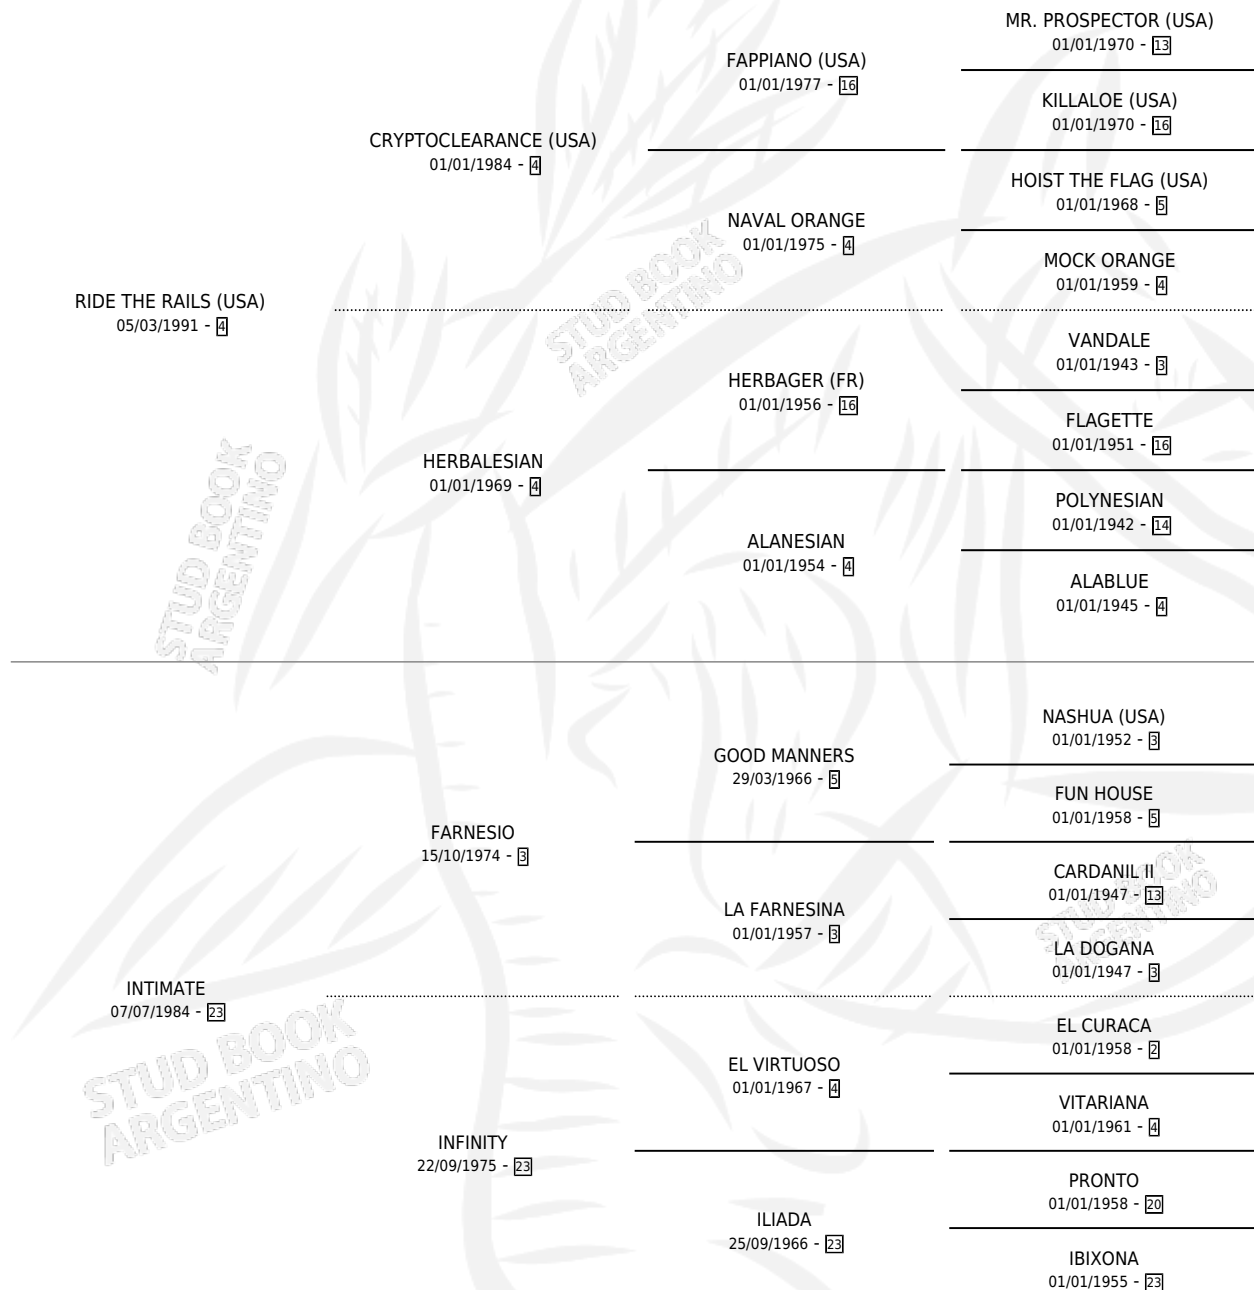 MR. PROSPECTOR (USA)
01/01/1970 - 13
FAPPIANO (USA)
01/01/1977 - 16
KILLALOE (USA)
01/01/1970 - 16
CRYPTOCLEARANCE (USA)
01/01/1984 - 4
HOIST THE FLAG (USA)
01/01/1968 - 5
NAVAL ORANGE
01/01/1975 - 4
MOCK ORANGE
01/01/1959 - 4
RIDE THE RAILS (USA)
05/03/1991 - 4
VANDALE
01/01/1943 - 3
HERBAGER (FR)
01/01/1956 - 16
FLAGETTE
01/01/1951 - 16
HERBALESIAN
01/01/1969 - 4
POLYNESIAN
01/01/1942 - 14
ALANESIAN
01/01/1954 - 4
ALABLUE
01/01/1945 - 4
NASHUA (USA)
01/01/1952 - 3
GOOD MANNERS
29/03/1966 - 5
FUN HOUSE
01/01/1958 - 5
FARNESIO
15/10/1974 - 3
CARDANIL II
01/01/1947 - 13
LA FARNESINA
01/01/1957 - 3
LA DOGANA
01/01/1947 - 3
INTIMATE
07/07/1984 - 23
EL CURACA
01/01/1958 - 2
EL VIRTUOSO
01/01/1967 - 4
VITARIANA
01/01/1961 - 4
INFINITY
22/09/1975 - 23
PRONTO
01/01/1958 - 20
ILIADA
25/09/1966 - 23
IBIXONA
01/01/1955 - 23
STUD BOOK
ARGENTINO
STUD BOOK
ARGENTINO
STUD BOOK
ARGENTINO
STUD BOOK
ARGENTINO